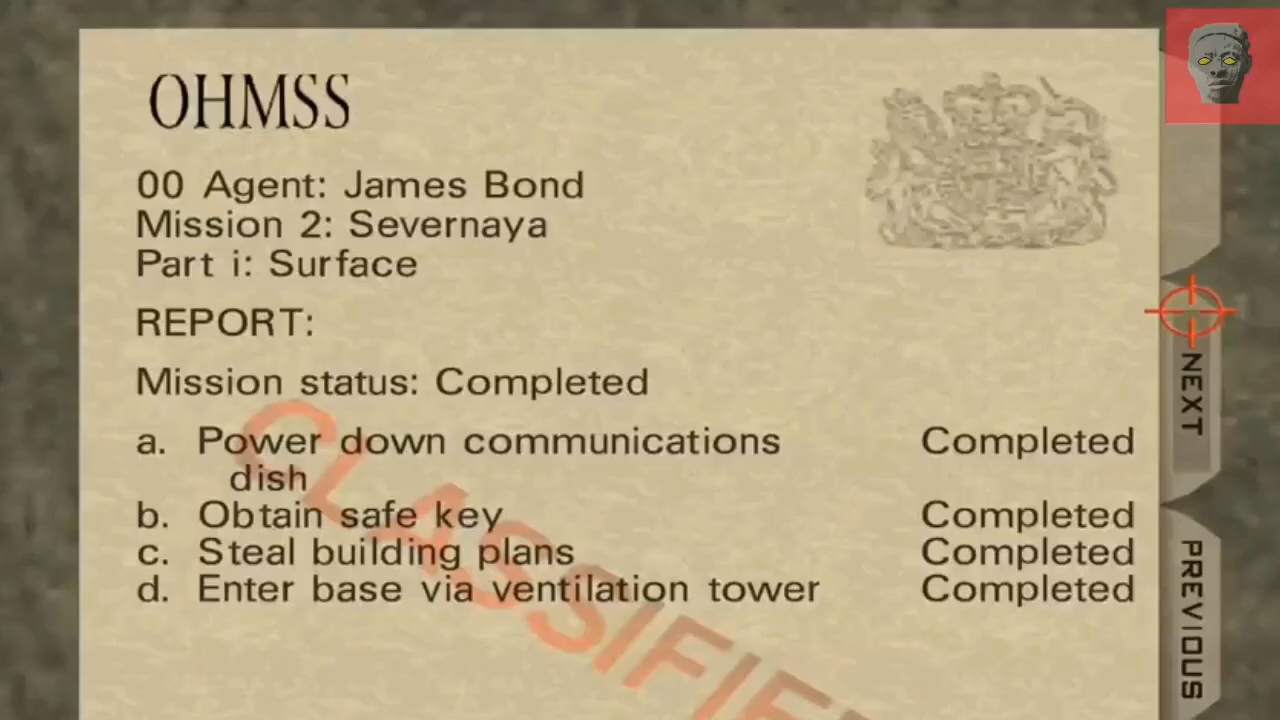 OHMSS
00 Agent: James Bond
Mission 2: Severnaya
Part i: Surface
REPORT:
Mission status: Completed
a. Power down communications Completed
dish
b. Obtain safe key Completed
c. Steal building plans Completed
d. Enter base via ventilation tower Completed
CLASSIFIE
NEXT
PREVIOUS